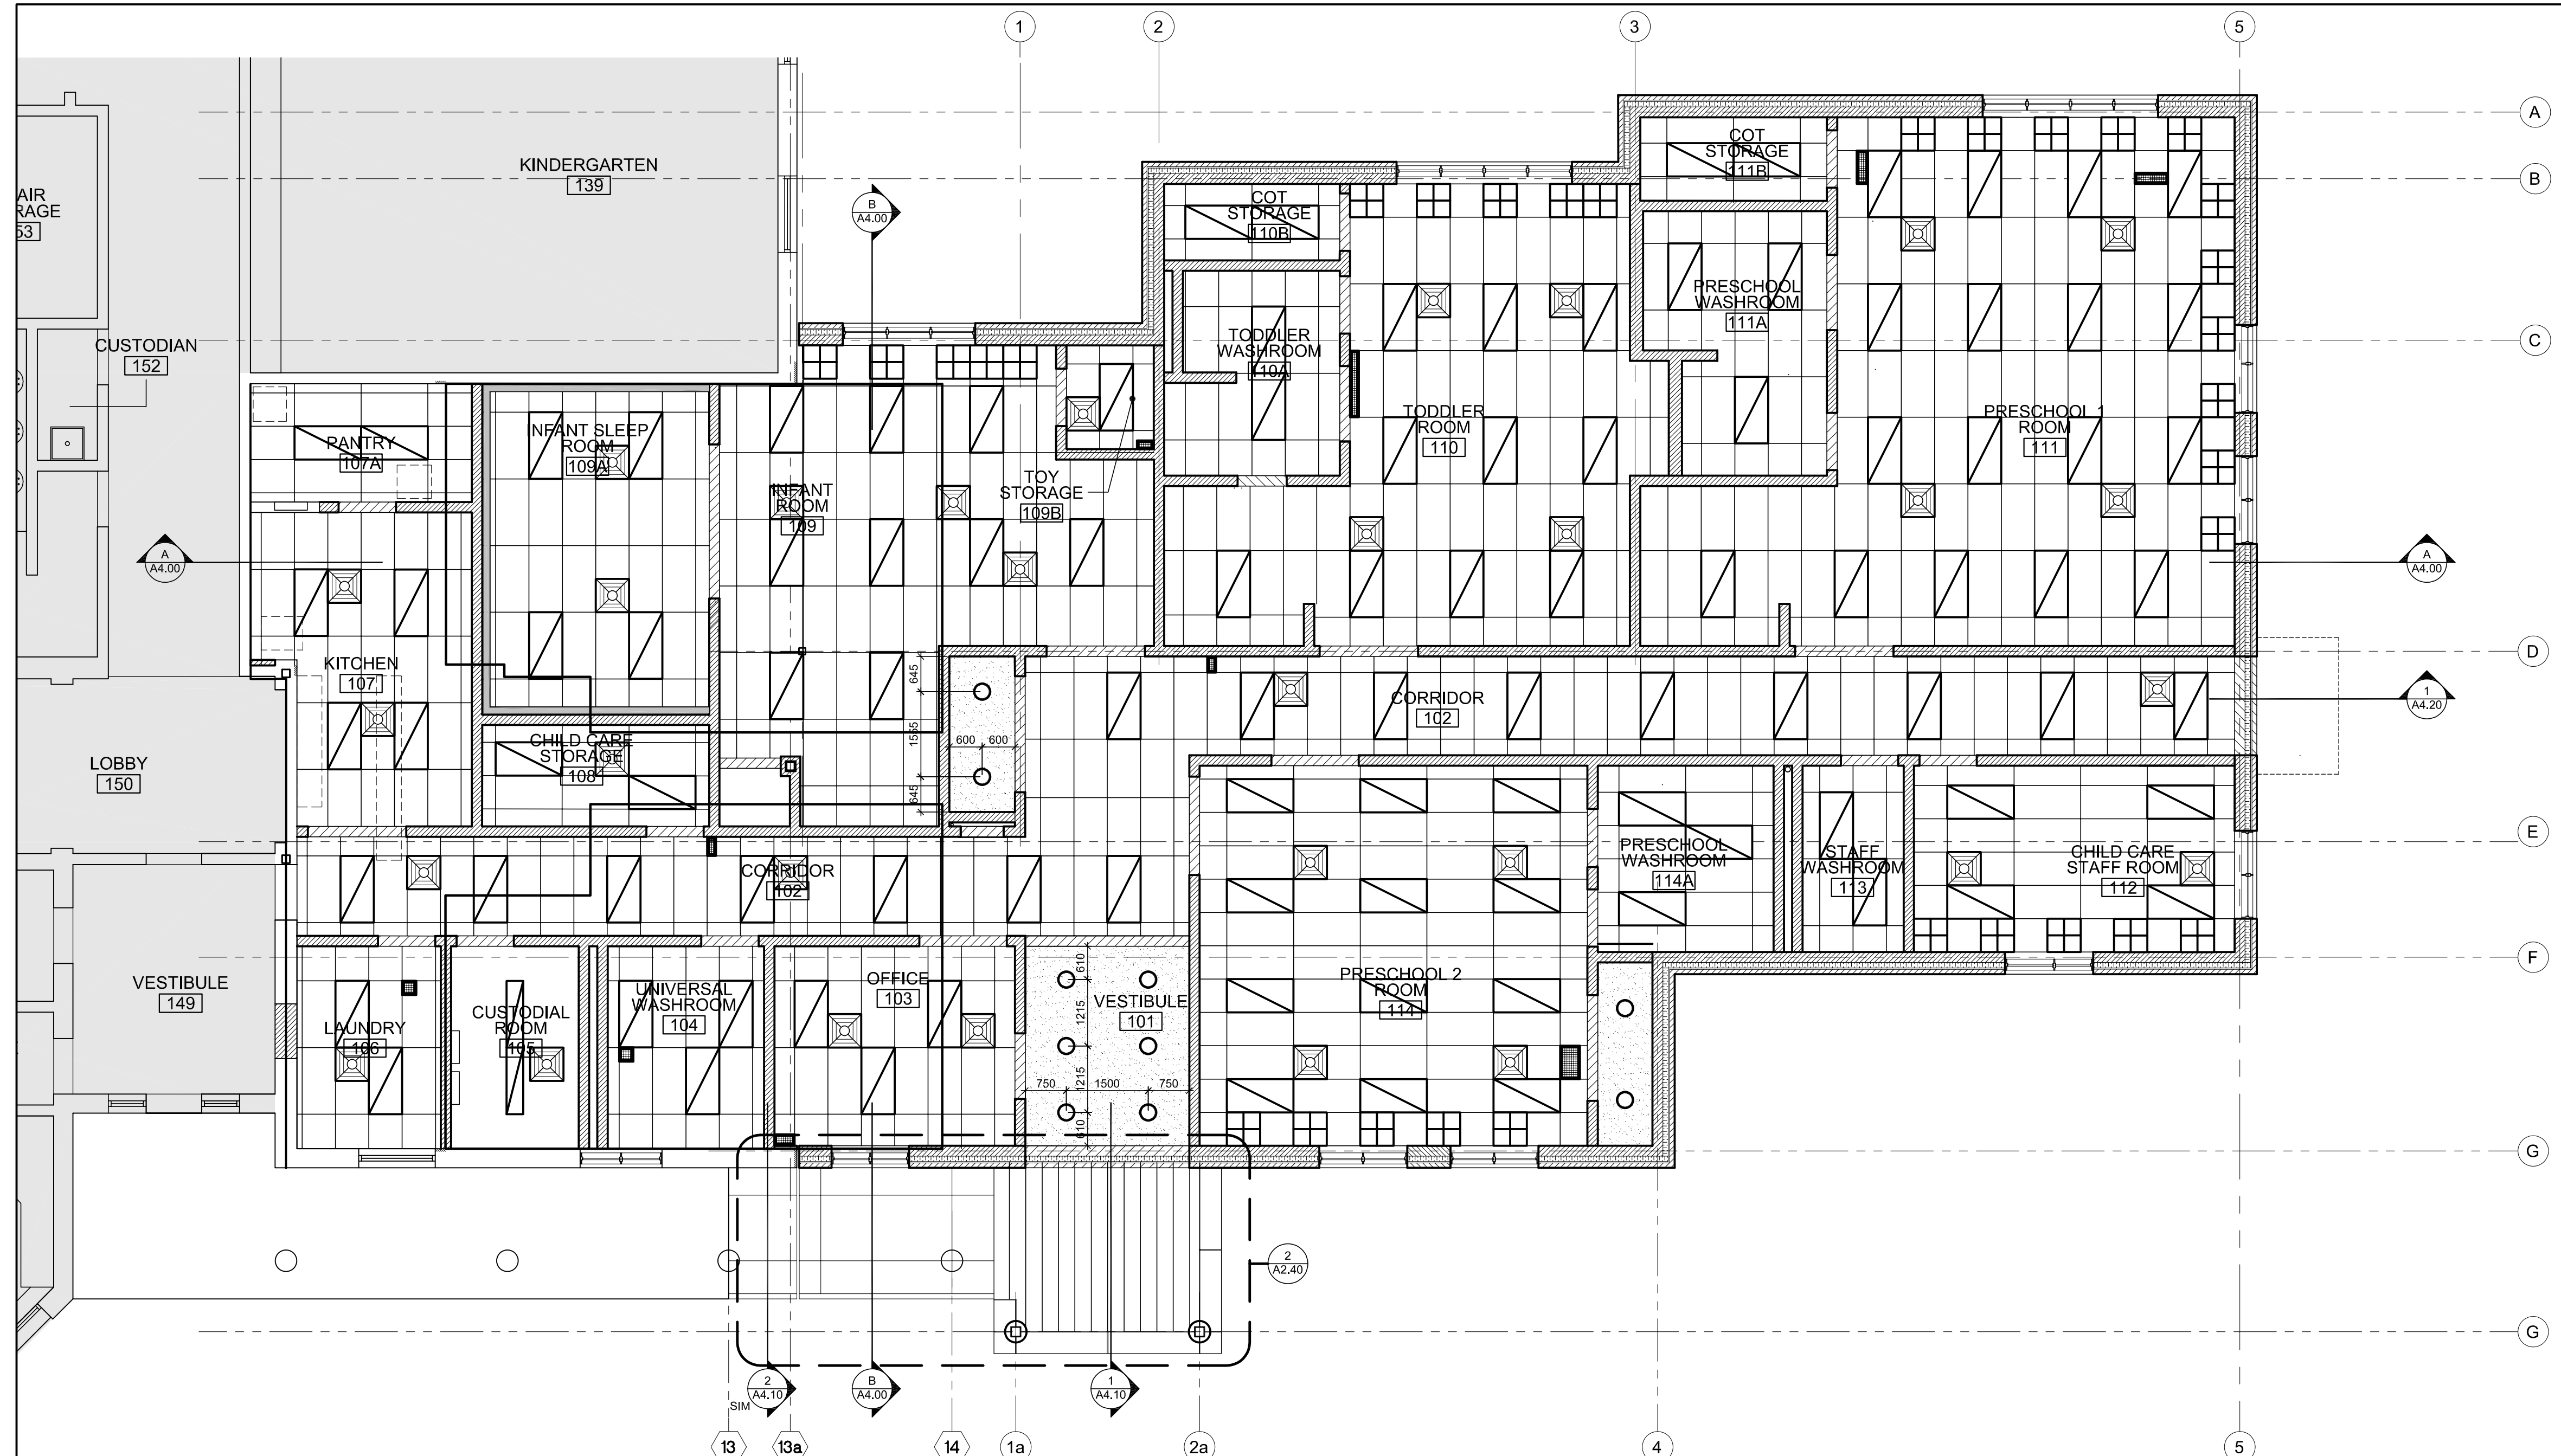 1
2
3
5
A
B
C
D
E
F
G
G
KINDERGARTEN
139
AIR
RAGE
53
CUSTODIAN
152
B
A4.00
COT
STORAGE
110B
COT
STORAGE
111B
TODDLER
WASHROOM
110A
PRESCHOOL
WASHROOM
111A
TODDLER
ROOM
110
PRESCHOOL 1
ROOM
111
PANTRY
107A
INFANT SLEEP
ROOM
109A
INFANT
ROOM
109
TOY
STORAGE
109B
A
A4.00
A
A4.00
KITCHEN
107
LOBBY
150
CHILD CARE
STORAGE
108
645
1555
645
600
600
CORRIDOR
102
1
A4.20
CORRIDOR
102
PRESCHOOL
WASHROOM
114A
STAFF
WASHROOM
113
CHILD CARE
STAFF ROOM
112
VESTIBULE
149
LAUNDRY
106
CUSTODIAL
ROOM
105
UNIVERSAL
WASHROOM
104
OFFICE
103
VESTIBULE
101
610
1215
1215
610
750
1500
750
PRESCHOOL 2
ROOM
114
2
A2.40
2
A4.10
SIM
B
A4.00
1
A4.10
13
13a
14
1a
2a
4
5